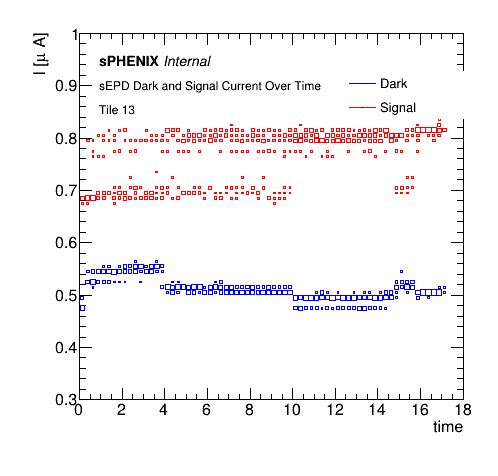 I [μ A]
1
sPHENIX Internal
sEPD Dark and Signal Current Over Time
Tile 13
Dark
Signal
0.9
0.8
0.7
0.6
0.5
0.4
0.3
0 2 4 6 8 10 12 14 16 18
time